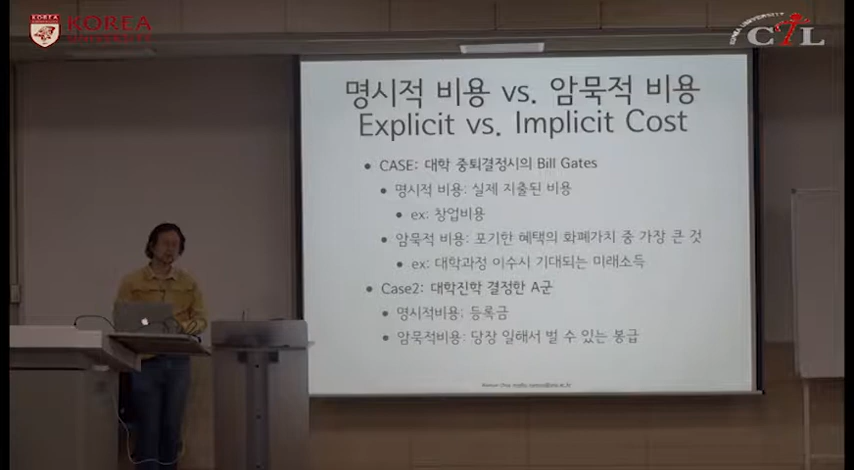 KOREA
UNIVERSITY
KOREA UNIVERSITY
CTL
명시적 비용 vs. 암묵적 비용
Explicit vs. Implicit Cost
• CASE: 대학 중퇴결정시의 Bill Gates
• 명시적 비용: 실제 지출된 비용
• ex: 창업비용
• 암묵적 비용: 포기한 혜택의 화폐가치 중 가장 큰 것
• ex: 대학과정 이수시 기대되는 미래소득
• Case2: 대학진학 결정한 A군
• 명시적비용: 등록금
• 암묵적비용: 당장 일해서 벌 수 있는 봉급